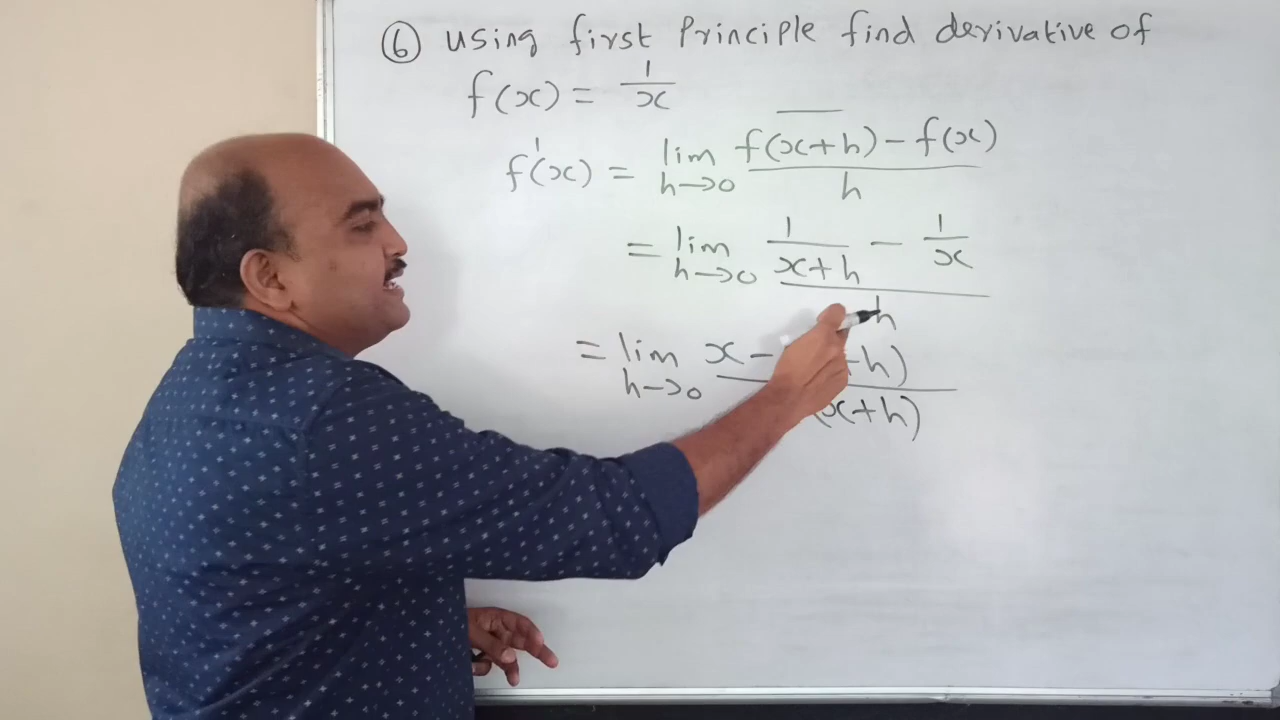 ⑥ Using first Principle find derivative of
f(x) = 1/x
f'(x) = lim h→0 f(x+h) − f(x) / h
= lim h→0 1/x+h − 1/x / h
= lim h→0 x − +h) / (x+h)